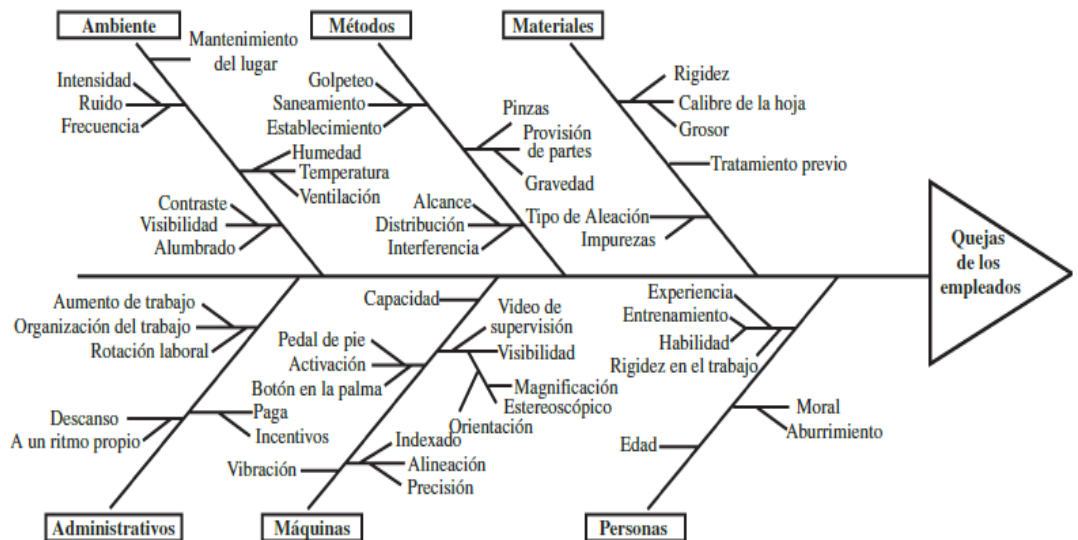 Ambiente
Métodos
Materiales
Mantenimiento
del lugar
Intensidad
Ruido
Frecuencia
Humedad
Temperatura
Ventilación
Contraste
Visibilidad
Alumbrado
Golpeteo
Saneamiento
Establecimiento
Pinzas
Provisión
de partes
Gravedad
Alcance
Distribución
Interferencia
Rigidez
Calibre de la hoja
Grosor
Tratamiento previo
Tipo de Aleación
Impurezas
Quejas
de los
empleados
Aumento de trabajo
Organización del trabajo
Rotación laboral
Descanso
A un ritmo propio
Paga
Incentivos
Capacidad
Pedal de pie
Activación
Botón en la palma
Video de
supervisión
Visibilidad
Magnificación
Estereoscópico
Orientación
Vibración
Indexado
Alineación
Precisión
Experiencia
Entrenamiento
Habilidad
Rigidez en el trabajo
Moral
Aburrimiento
Edad
Administrativos
Máquinas
Personas